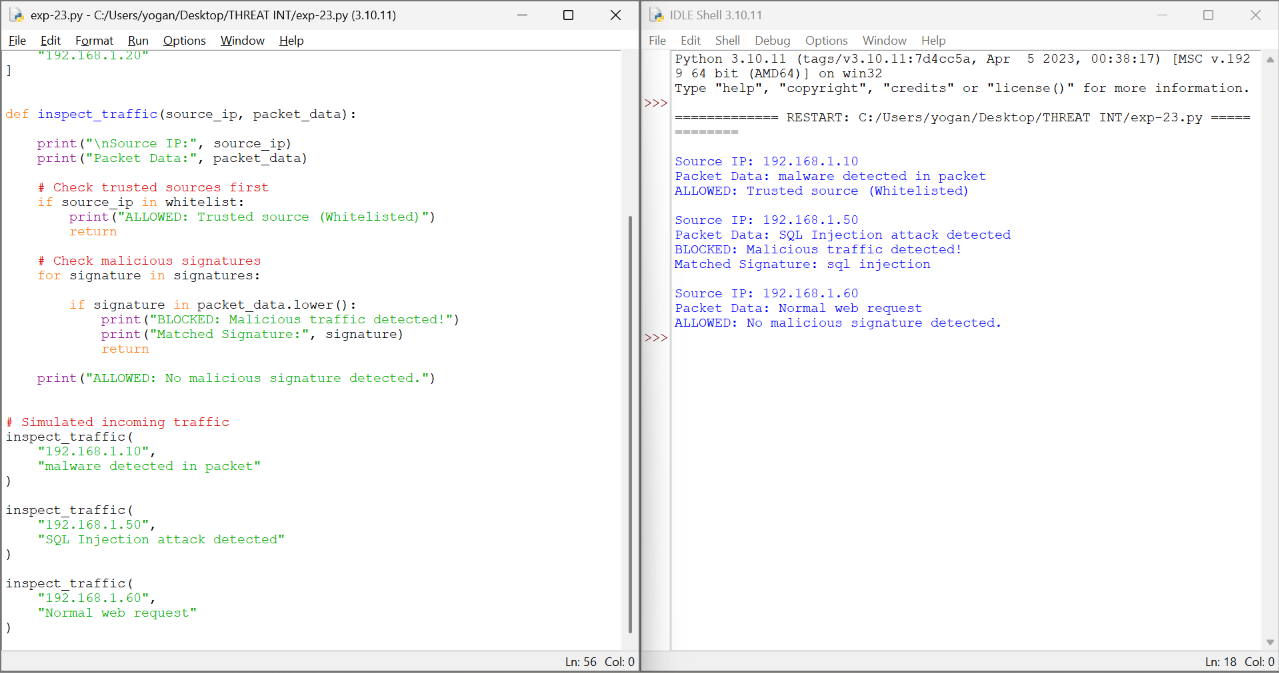 exp-23.py - C:/Users/yogan/Desktop/THREAT INT/exp-23.py (3.10.11)
File Edit Format Run Options Window Help
    "192.168.1.20"
]
def inspect_traffic(source_ip, packet_data):
    print("\nSource IP:", source_ip)
    print("Packet Data:", packet_data)
    # Check trusted sources first
    if source_ip in whitelist:
        print("ALLOWED: Trusted source (Whitelisted)")
        return
    # Check malicious signatures
    for signature in signatures:
        if signature in packet_data.lower():
            print("BLOCKED: Malicious traffic detected!")
            print("Matched Signature:", signature)
            return
    print("ALLOWED: No malicious signature detected.")
# Simulated incoming traffic
inspect_traffic(
    "192.168.1.10",
    "malware detected in packet"
)
inspect_traffic(
    "192.168.1.50",
    "SQL Injection attack detected"
)
inspect_traffic(
    "192.168.1.60",
    "Normal web request"
)
Ln: 56 Col: 0
IDLE Shell 3.10.11
File Edit Shell Debug Options Window Help
Python 3.10.11 (tags/v3.10.11:7d4cc5a, Apr  5 2023, 00:38:17) [MSC v.192
9 64 bit (AMD64)] on win32
Type "help", "copyright", "credits" or "license()" for more information.
>>>
============= RESTART: C:/Users/yogan/Desktop/THREAT INT/exp-23.py =====
========
Source IP: 192.168.1.10
Packet Data: malware detected in packet
ALLOWED: Trusted source (Whitelisted)
Source IP: 192.168.1.50
Packet Data: SQL Injection attack detected
BLOCKED: Malicious traffic detected!
Matched Signature: sql injection
Source IP: 192.168.1.60
Packet Data: Normal web request
ALLOWED: No malicious signature detected.
>>>
Ln: 18 Col: 0